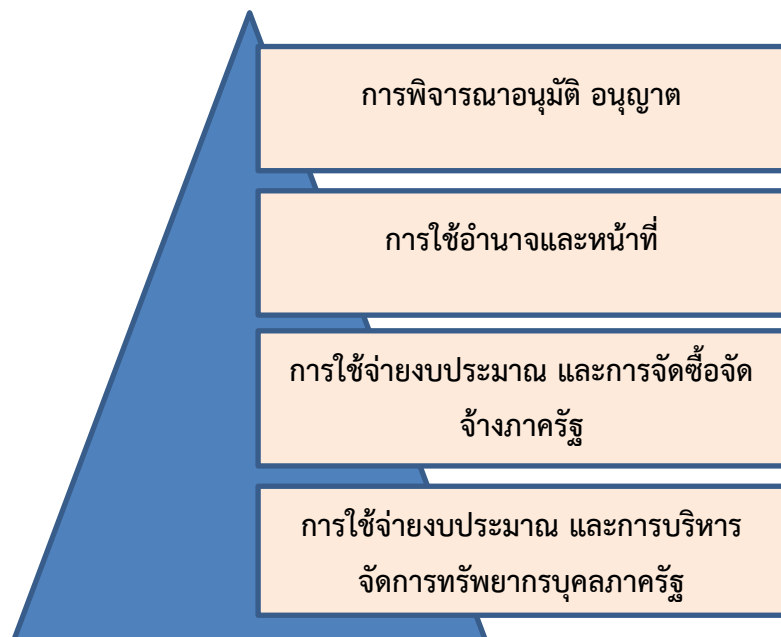 การพิจารณาอนุมัติ อนุญาต
การใช้อำนาจและหน้าที่
การใช้จ่ายงบประมาณ และการจัดซื้อจัด
จ้างภาครัฐ
การใช้จ่ายงบประมาณ และการบริหาร
จัดการทรัพยากรบุคลภาครัฐ